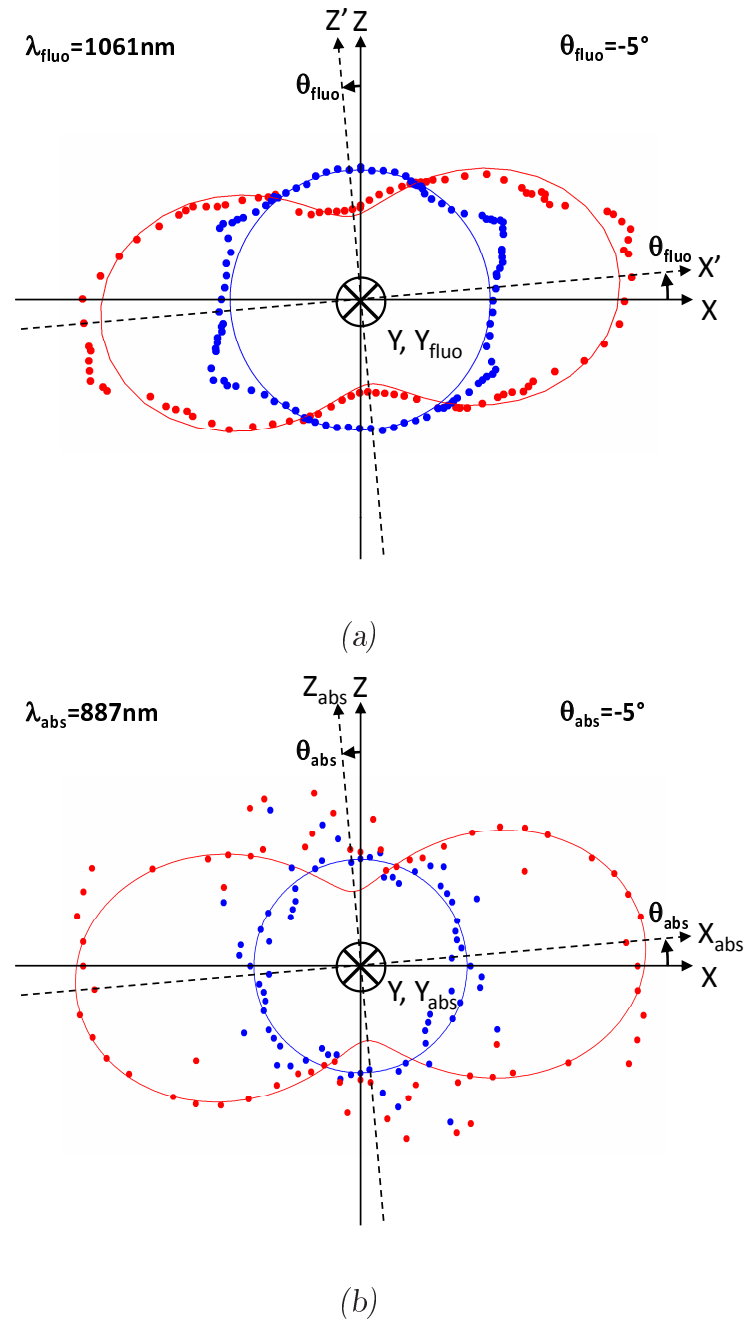 Z’ Z
λfluo=1061nm θfluo=-5°
θfluo
θfluo
X’
X
Y, Yfluo
(a)
Zabs Z
λabs=887nm θabs=-5°
θabs
θabs
Xabs
X
Y, Yabs
(b)